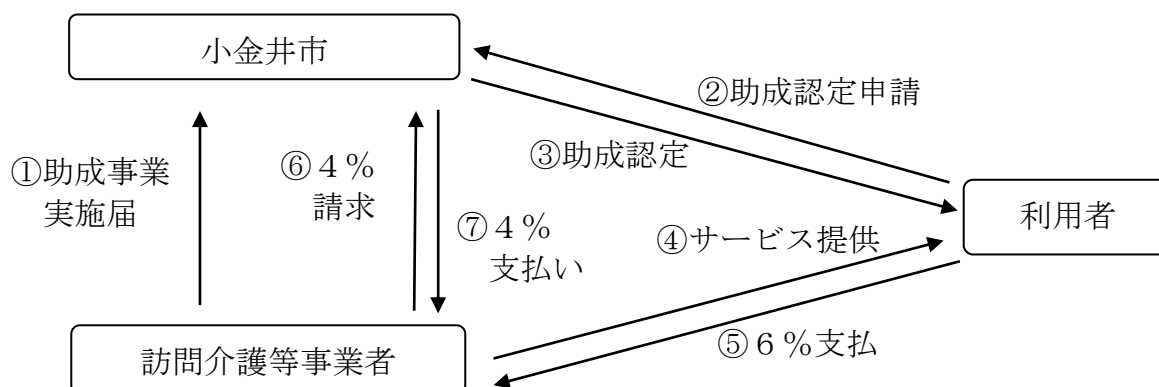 小金井市
②助成認定申請
③助成認定
①助成事業
実施届
⑥４％
請求
⑦４％
支払い
④サービス提供
利用者
⑤６％支払
訪問介護等事業者